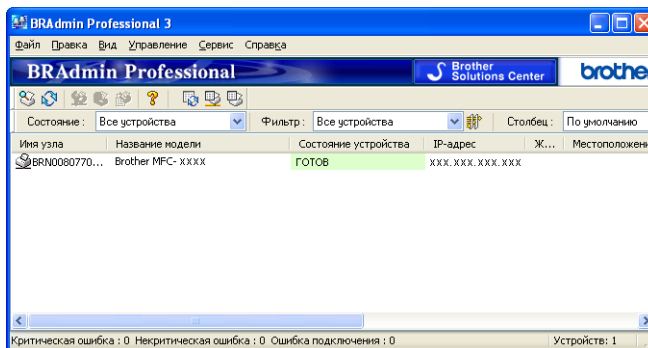 BRAdmin Professional 3
Файл Правка Вид Управление Сервис Справка
BRAdmin Professional Brother Solutions Center brothe
Состояние : Все устройства Фильтр : Все устройства Столбец : По умолчанию
Имя узла Название модели Состояние устройства IP-адрес Ж... Местоположен
BRN0080770... Brother MFC- XXXX ГОТОВ XXX.XXX.XXX.XXX
Критическая ошибка : 0 Некритическая ошибка : 0 Ошибка подключения : 0 Устройств: 1